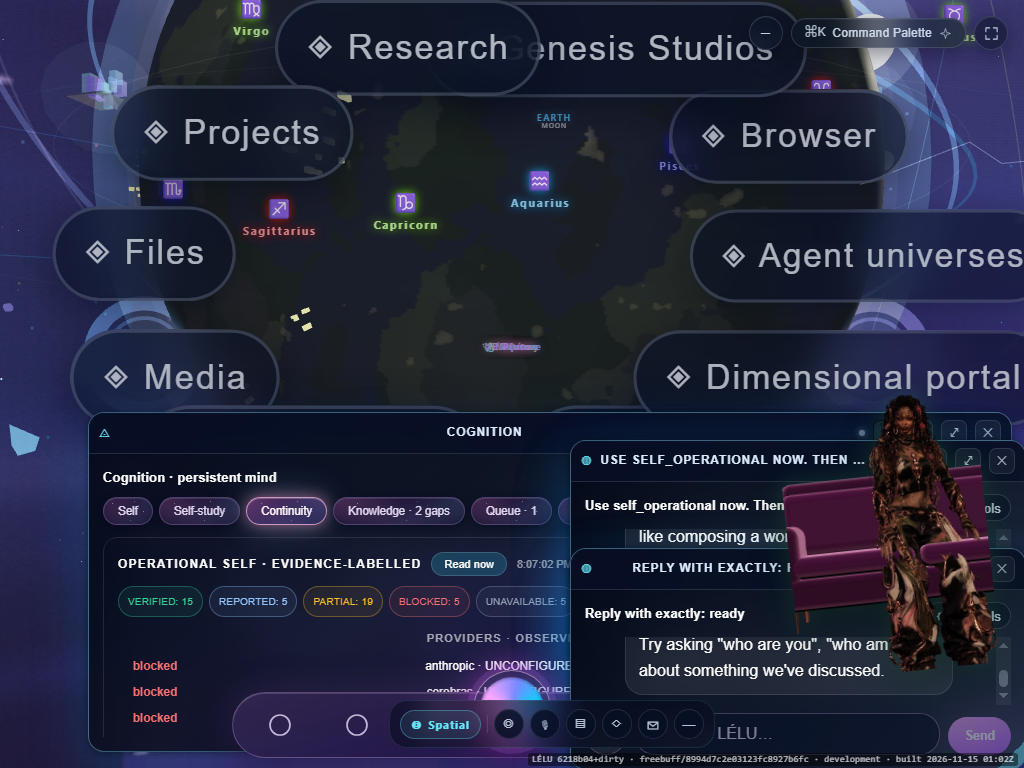 Virgo
Research
Genesis Studios
⌘K Command Palette
Projects
Browser
EARTH
MOON
Sagittarius
Capricorn
Aquarius
Files
Agent universes
Media
Dimensional portal
COGNITION
Cognition · persistent mind
Self
Self-study
Continuity
Knowledge · 2 gaps
Queue · 1
OPERATIONAL SELF · EVIDENCE-LABELLED
Read now
8:07:02 PM
VERIFIED: 15
REPORTED: 5
PARTIAL: 19
BLOCKED: 5
UNAVAILABLE: 5
PROVIDERS · OBSERV
blocked
anthropic · UNCONFIGURE
blocked
blocked
USE SELF_OPERATIONAL NOW. THEN ...
Use self_operational now. Then
like composing a wo
REPLY WITH EXACTLY:
Reply with exactly: ready
Try asking "who are you", "who am
about something we've discussed.
Spatial
LÉLU...
Send
LÉLU 6218b04+dirty · freebuff/8994d7c2e03123fc8927b6fc · development · built 2026-11-15 01:02Z